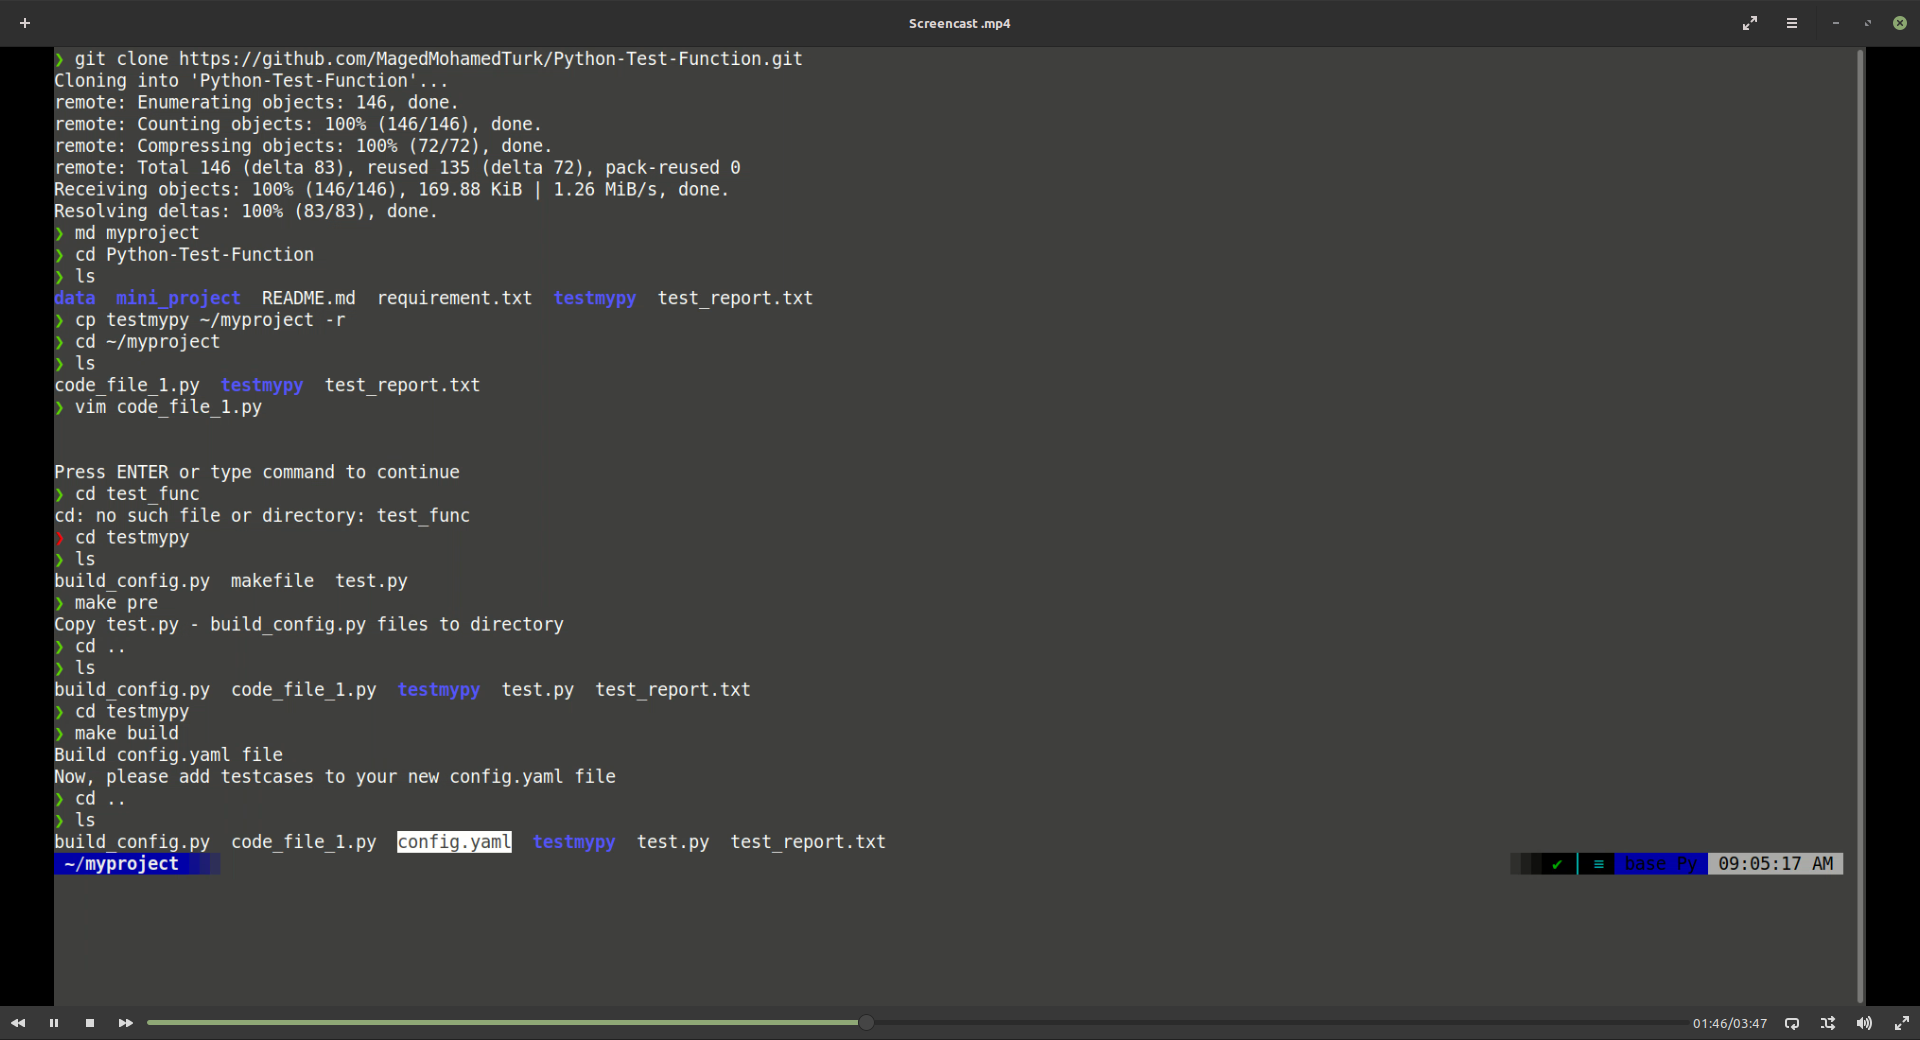 Screencast .mp4
❯ git clone https://github.com/MagedMohamedTurk/Python-Test-Function.git
Cloning into 'Python-Test-Function'...
remote: Enumerating objects: 146, done.
remote: Counting objects: 100% (146/146), done.
remote: Compressing objects: 100% (72/72), done.
remote: Total 146 (delta 83), reused 135 (delta 72), pack-reused 0
Receiving objects: 100% (146/146), 169.88 KiB | 1.26 MiB/s, done.
Resolving deltas: 100% (83/83), done.
❯ md myproject
❯ cd Python-Test-Function
❯ ls
data  mini_project  README.md  requirement.txt  testmypy  test_report.txt
❯ cp testmypy ~/myproject -r
❯ cd ~/myproject
❯ ls
code_file_1.py  testmypy  test_report.txt
❯ vim code_file_1.py
Press ENTER or type command to continue
❯ cd test_func
cd: no such file or directory: test_func
❯ cd testmypy
❯ ls
build_config.py  makefile  test.py
❯ make pre
Copy test.py - build_config.py files to directory
❯ cd ..
❯ ls
build_config.py  code_file_1.py  testmypy  test.py  test_report.txt
❯ cd testmypy
❯ make build
Build config.yaml file
Now, please add testcases to your new config.yaml file
❯ cd ..
❯ ls
build_config.py  code_file_1.py  config.yaml  testmypy  test.py  test_report.txt
~/myproject ✔ ≡ base Py 09:05:17 AM
01:46/03:47